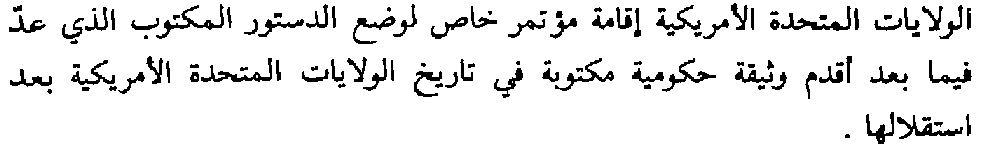 الولايات المتحدة الأمريكية إقامة مؤتمر خاص لوضع الدستور المكتوب الذي عدّ
فيما بعد أقدم وثيقة حكومية مكتوبة في تاريخ الولايات المتحدة الأمريكية بعد
استقلالها .